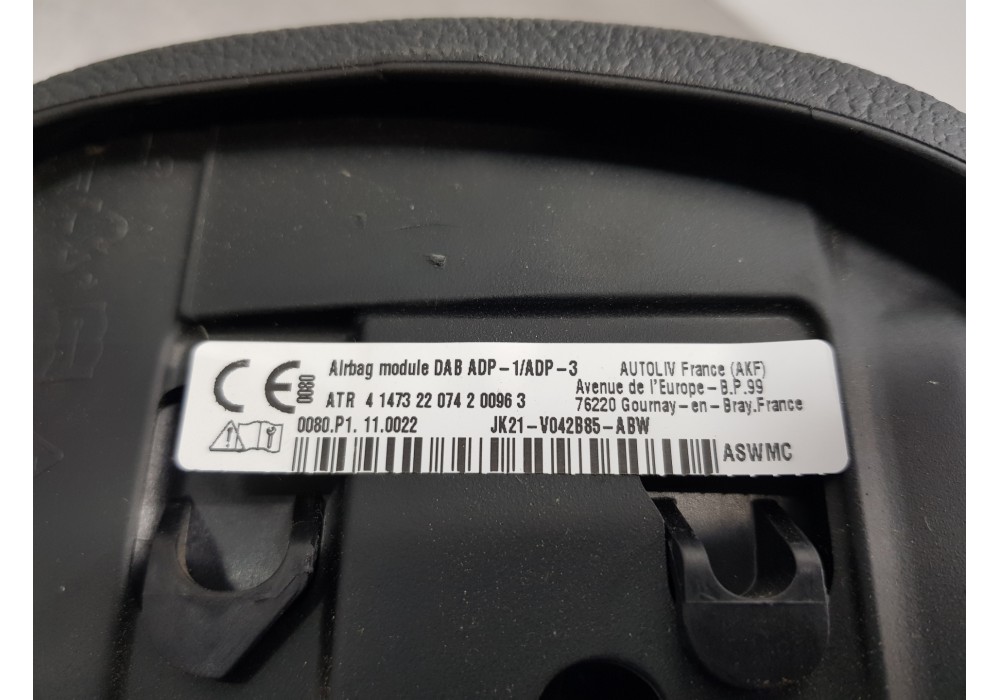 CE 0080
Airbag module DAB ADP-1/ADP-3
ATR 4 1473 22 074 2 0096 3
0080.P1. 11.0022
JK21-V042B85-ABW
AUTOLIV France (AKF)
Avenue de l'Europe-B.P.99
76220 Gournay-en-Bray.France
ASWMC